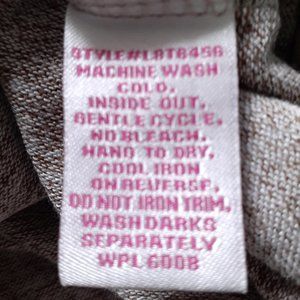 STYLE#L8T8456
MACHINE WASH
COLD,
INSIDE OUT,
GENTLE CYCLE,
NO BLEACH,
HANG TO DRY,
COOL IRON
ON REVERSE,
DO NOT IRON TRIM,
WASH DARKS
SEPARATELY
WPL 6008